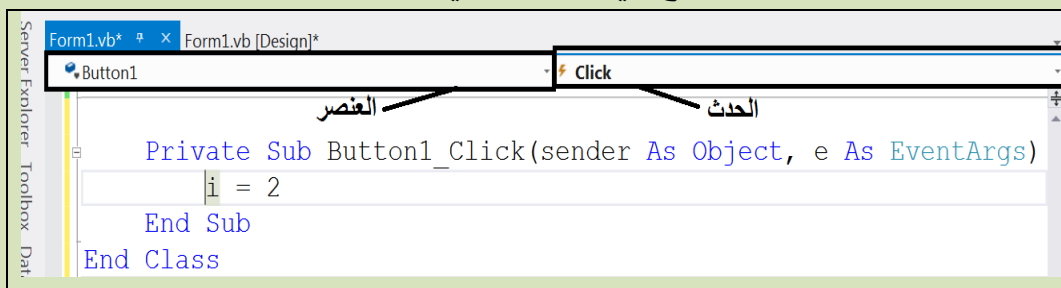 Form1.vb* Form1.vb [Design]*
Button1 Click
العنصر الحدث
Private Sub Button1_Click(sender As Object, e As EventArgs)
i = 2
End Sub
End Class
Server Explorer Toolbox